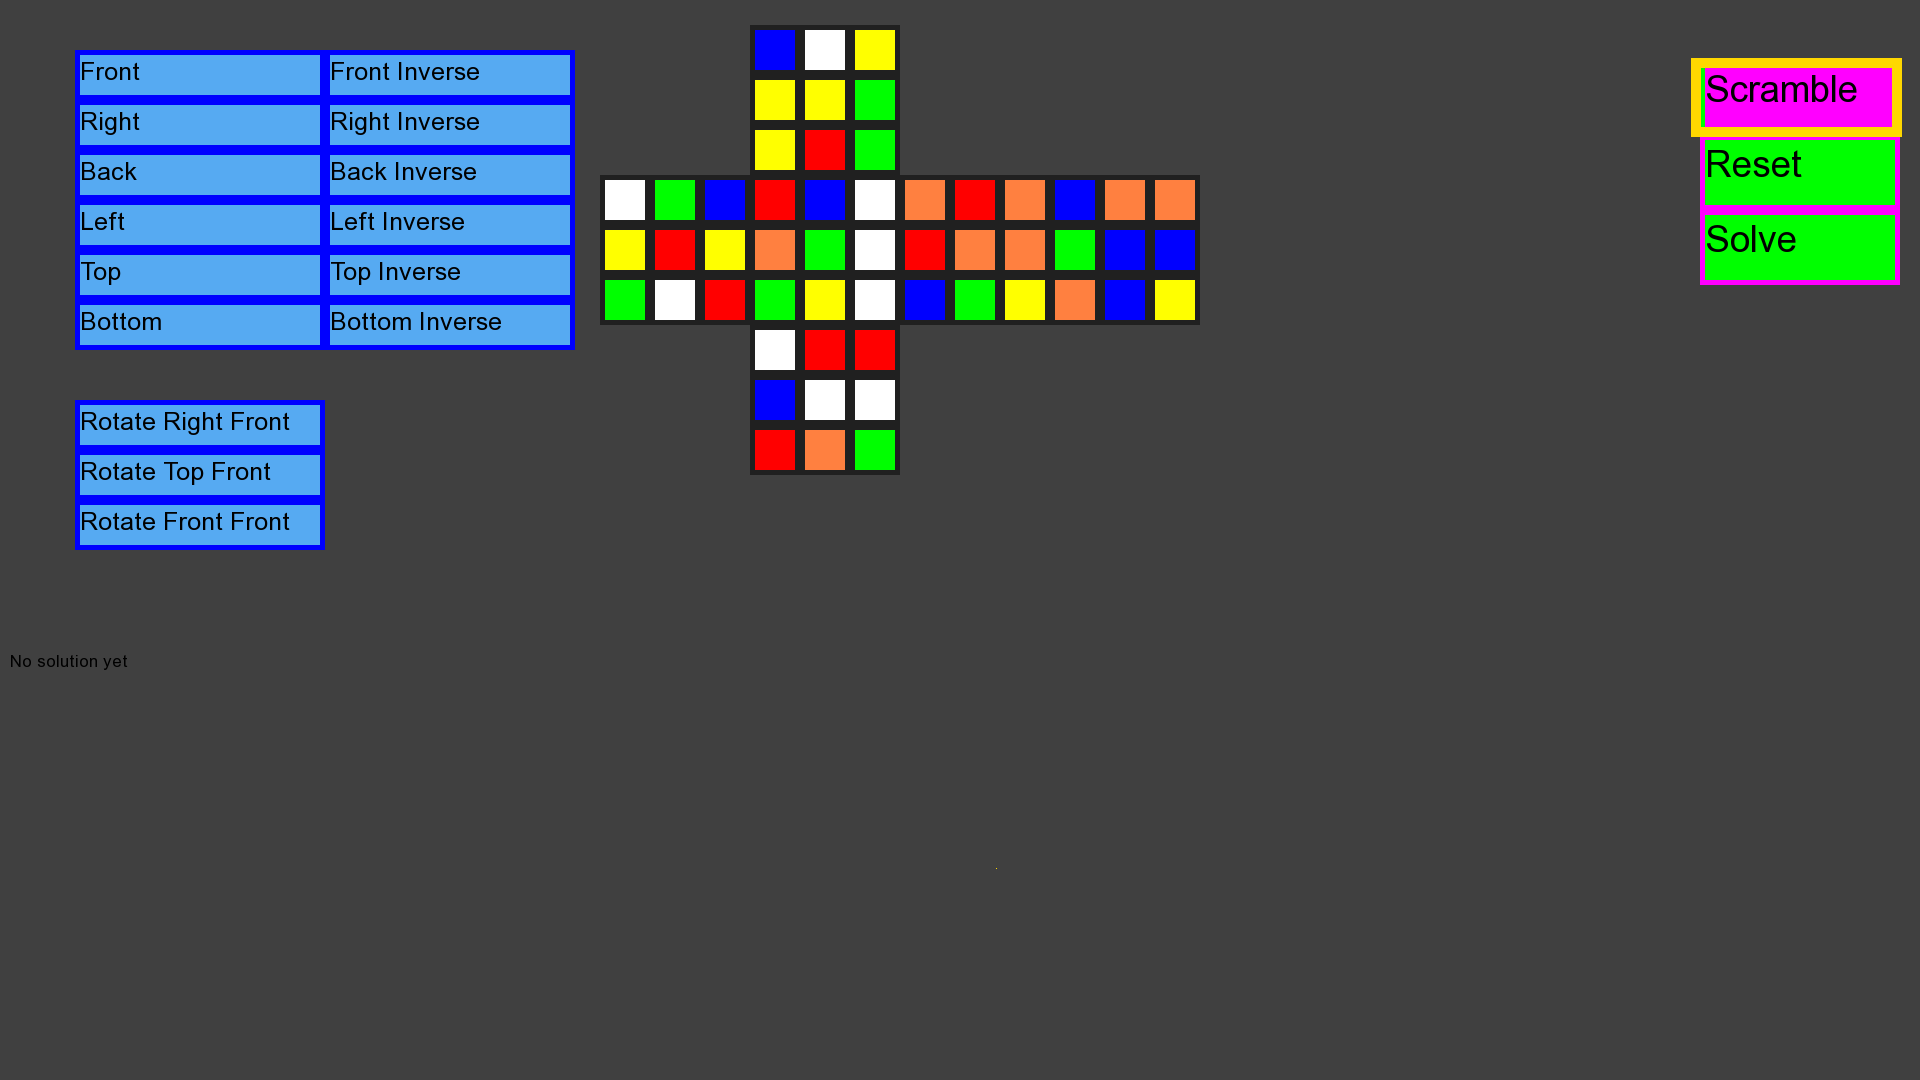 Front
Front Inverse
Right
Right Inverse
Back
Back Inverse
Left
Left Inverse
Top
Top Inverse
Bottom
Bottom Inverse
Rotate Right Front
Rotate Top Front
Rotate Front Front
Scramble
Reset
Solve
No solution yet